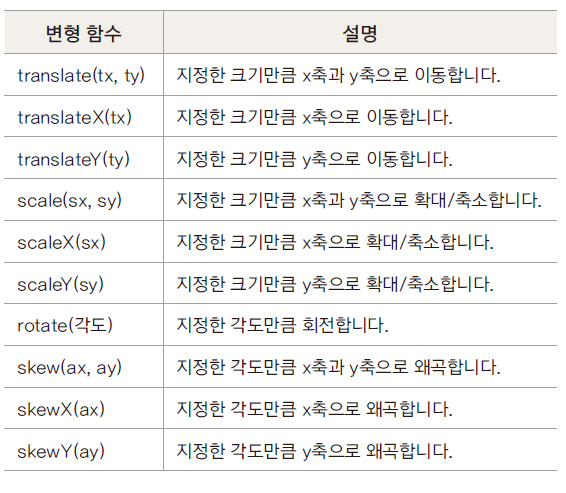 변형 함수 설명
translate(tx, ty) 지정한 크기만큼 x축과 y축으로 이동합니다.
translateX(tx) 지정한 크기만큼 x축으로 이동합니다.
translateY(ty) 지정한 크기만큼 y축으로 이동합니다.
scale(sx, sy) 지정한 크기만큼 x축과 y축으로 확대/축소합니다.
scaleX(sx) 지정한 크기만큼 x축으로 확대/축소합니다.
scaleY(sy) 지정한 크기만큼 y축으로 확대/축소합니다.
rotate(각도) 지정한 각도만큼 회전합니다.
skew(ax, ay) 지정한 각도만큼 x축과 y축으로 왜곡합니다.
skewX(ax) 지정한 각도만큼 x축으로 왜곡합니다.
skewY(ay) 지정한 각도만큼 y축으로 왜곡합니다.